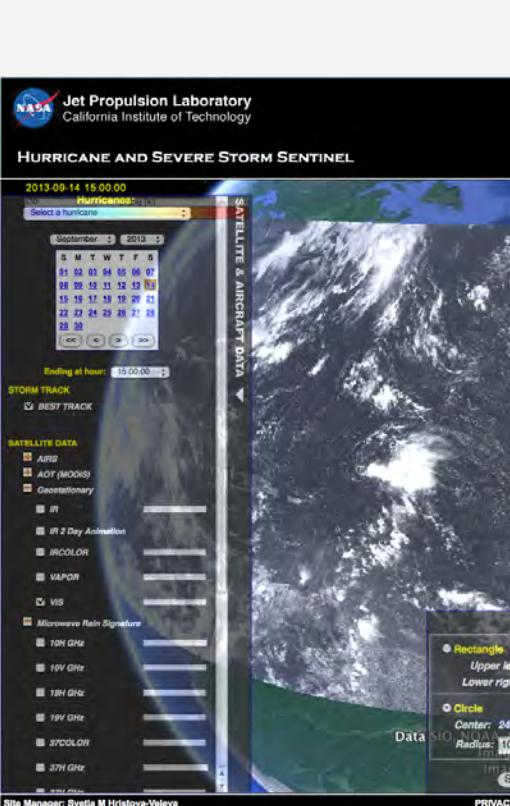 NASA
Jet Propulsion Laboratory
California Institute of Technology
HURRICANE AND SEVERE STORM SENTINEL
2013-09-14 15:00:00
Hurricanes:
Select a hurricane
September 2013
S M T W T F S
01 02 03 04 05 06 07
08 09 10 11 12 13 14
15 16 17 18 19 20 21
22 23 24 25 26 27 28
29 30
<< < > >>
Ending at hour: 15:00:00
STORM TRACK
BEST TRACK
SATELLITE DATA
AIRS
AOT (MODIS)
Geostationary
IR
IR 2 Day Animation
IRCOLOR
VAPOR
VIS
Microwave Rain Signature
10H GHz
10V GHz
19H GHz
19V GHz
37COLOR
37H GHz
SATELLITE & AIRCRAFT DATA
Rectangle
Upper le
Lower rig
Circle
Center: 24
Radius: 10
Data SIO, NOAA
Site Manager: Svetla M Hristova-Veleva
PRIVAC